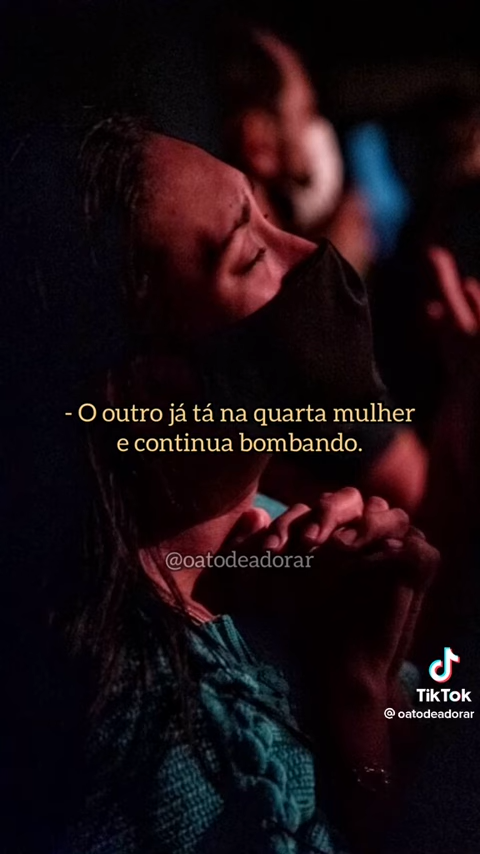 - O outro já tá na quarta mulher
e continua bombando.
@oatodeadorar
TikTok
@ oatodeadorar